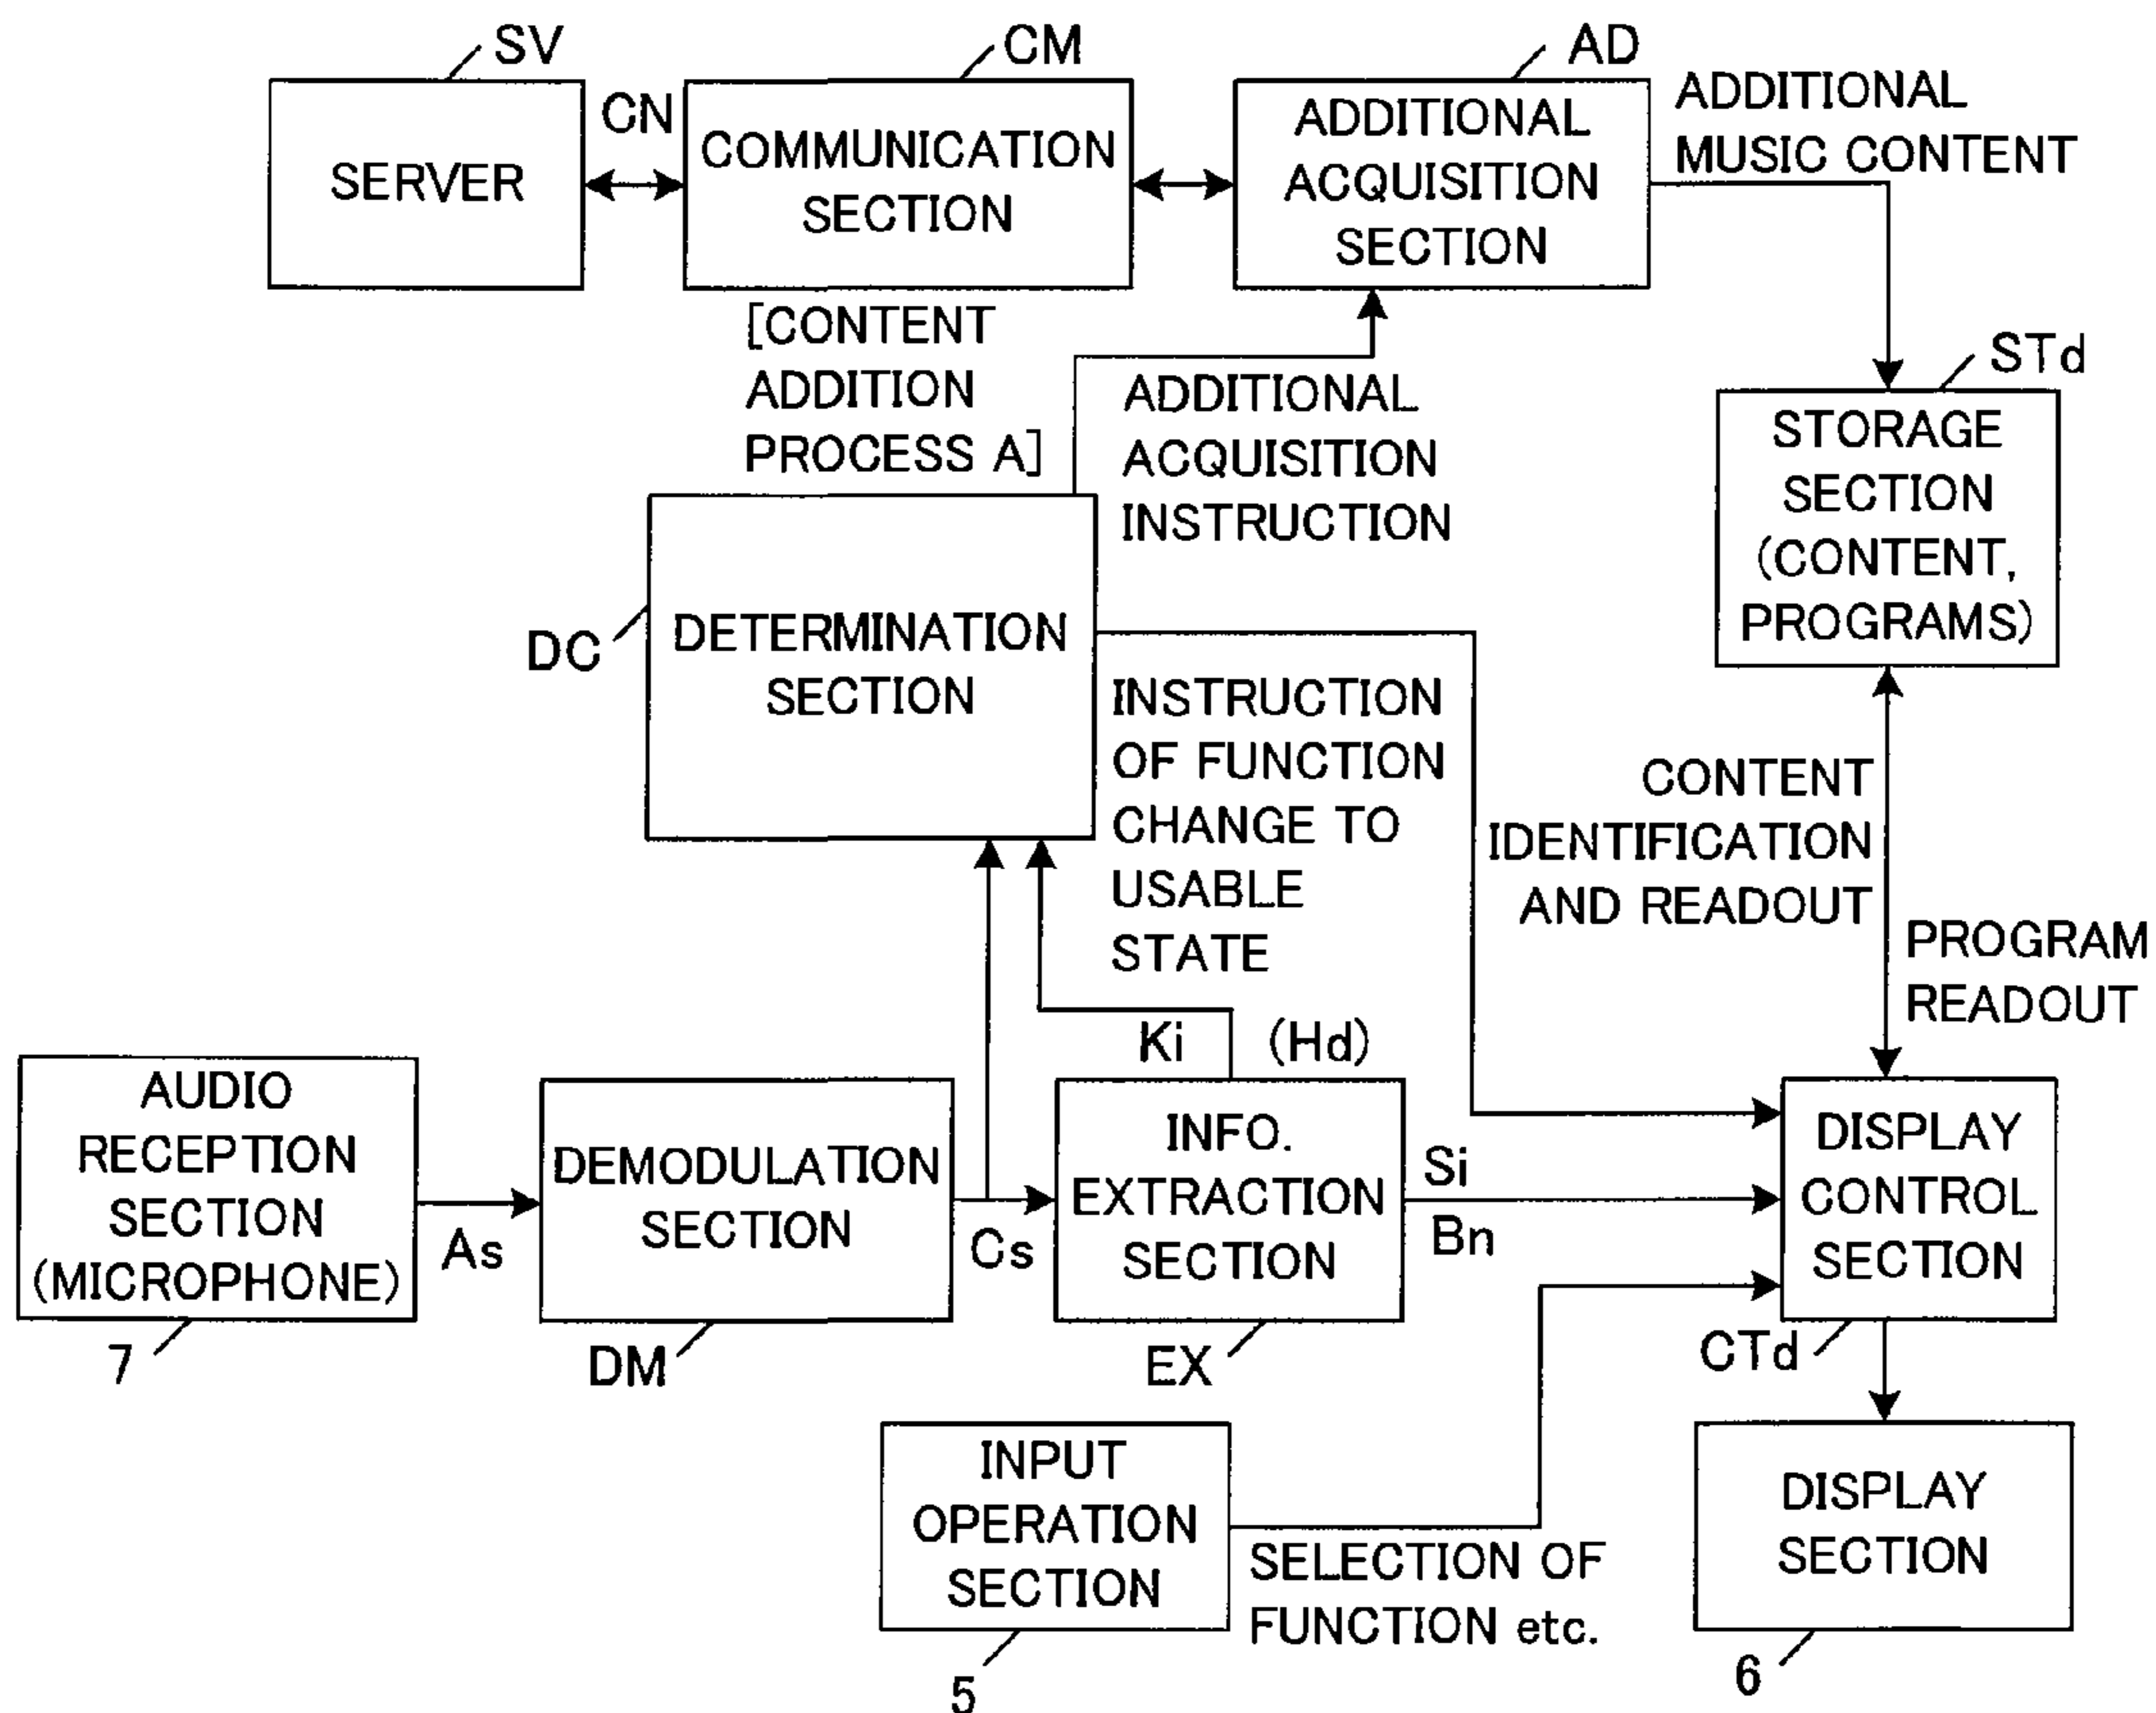 SV
CM
AD
SERVER
CN
COMMUNICATION
SECTION
ADDITIONAL
ACQUISITION
SECTION
ADDITIONAL
MUSIC CONTENT
[CONTENT
ADDITION
PROCESS A]
ADDITIONAL
ACQUISITION
INSTRUCTION
STd
STORAGE
SECTION
(CONTENT,
PROGRAMS)
DC
DETERMINATION
SECTION
INSTRUCTION
OF FUNCTION
CHANGE TO
USABLE
STATE
CONTENT
IDENTIFICATION
AND READOUT
PROGRAM
READOUT
Ki
(Hd)
AUDIO
RECEPTION
SECTION
(MICROPHONE)
7
As
DEMODULATION
SECTION
DM
Cs
INFO.
EXTRACTION
SECTION
EX
Si
Bn
DISPLAY
CONTROL
SECTION
CTd
INPUT
OPERATION
SECTION
5
SELECTION OF
FUNCTION etc.
DISPLAY
SECTION
6